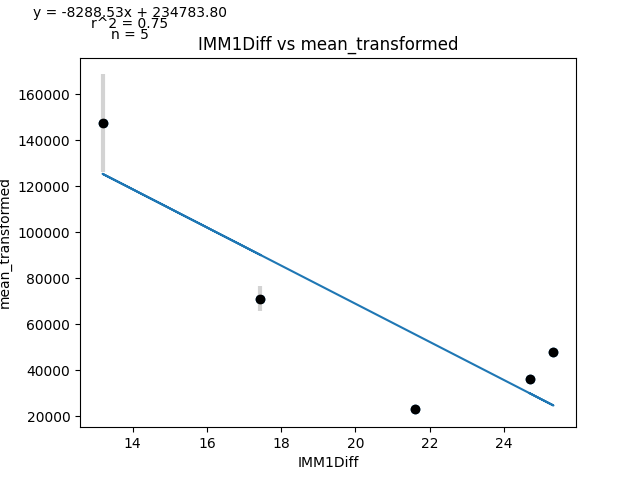 y = -8288.53x + 234783.80
r^2 = 0.75
n = 5
IMM1Diff vs mean_transformed
mean_transformed
160000
140000
120000
100000
80000
60000
40000
20000
14 16 18 20 22 24
IMM1Diff